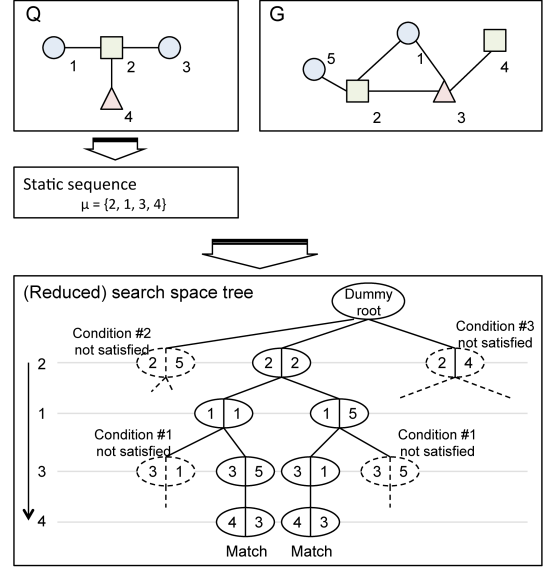 Q
G
1
2
3
4
5
1
4
2
3
Static sequence
μ = {2, 1, 3, 4}
(Reduced) search space tree
Dummy
root
Condition #2
not satisfied
Condition #3
not satisfied
2
2 5
2 2
2 4
1
1 1
1 5
Condition #1
not satisfied
Condition #1
not satisfied
3
3 1
3 5
3 1
3 5
4
4 3
4 3
Match
Match